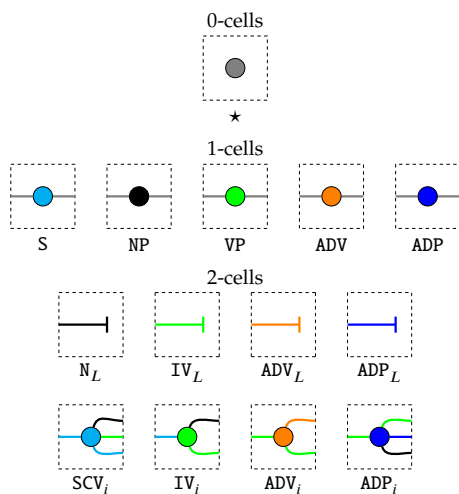 0-cells
⋆
1-cells
S NP VP ADV ADP
2-cells
N_L IV_L ADV_L ADP_L
SCV_i IV_i ADV_i ADP_i